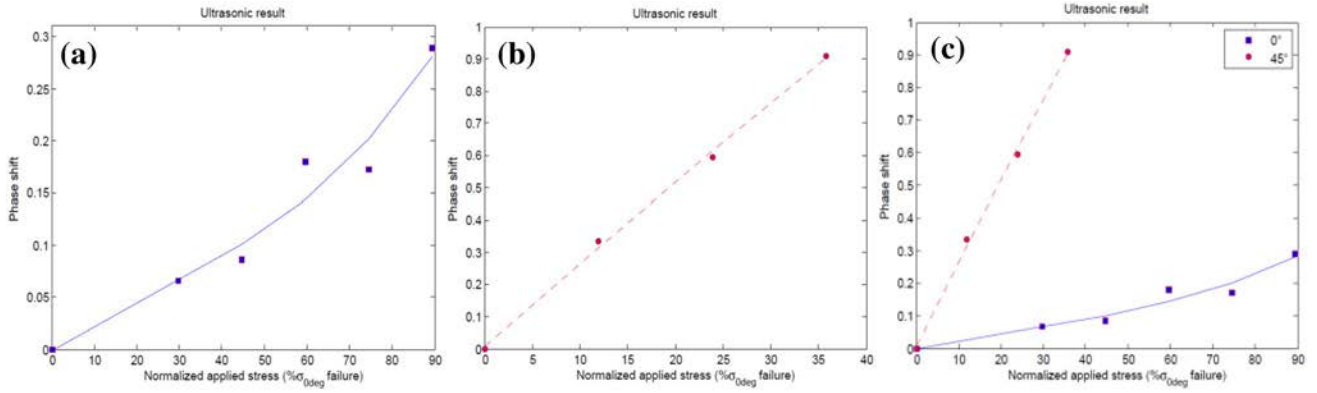 Ultrasonic result
(a)
0.3
0.25
0.2
0.15
0.1
0.05
0
Phase shift
0 10 20 30 40 50 60 70 80 90
Normalized applied stress (%σ0deg failure)
Ultrasonic result
(b)
1
0.9
0.8
0.7
0.6
0.5
0.4
0.3
0.2
0.1
0
Phase shift
0 5 10 15 20 25 30 35 40
Normalized applied stress (%σ0deg failure)
Ultrasonic result
(c)
0°
45°
1
0.9
0.8
0.7
0.6
0.5
0.4
0.3
0.2
0.1
0
Phase shift
0 10 20 30 40 50 60 70 80 90
Normalized applied stress (%σ0deg failure)